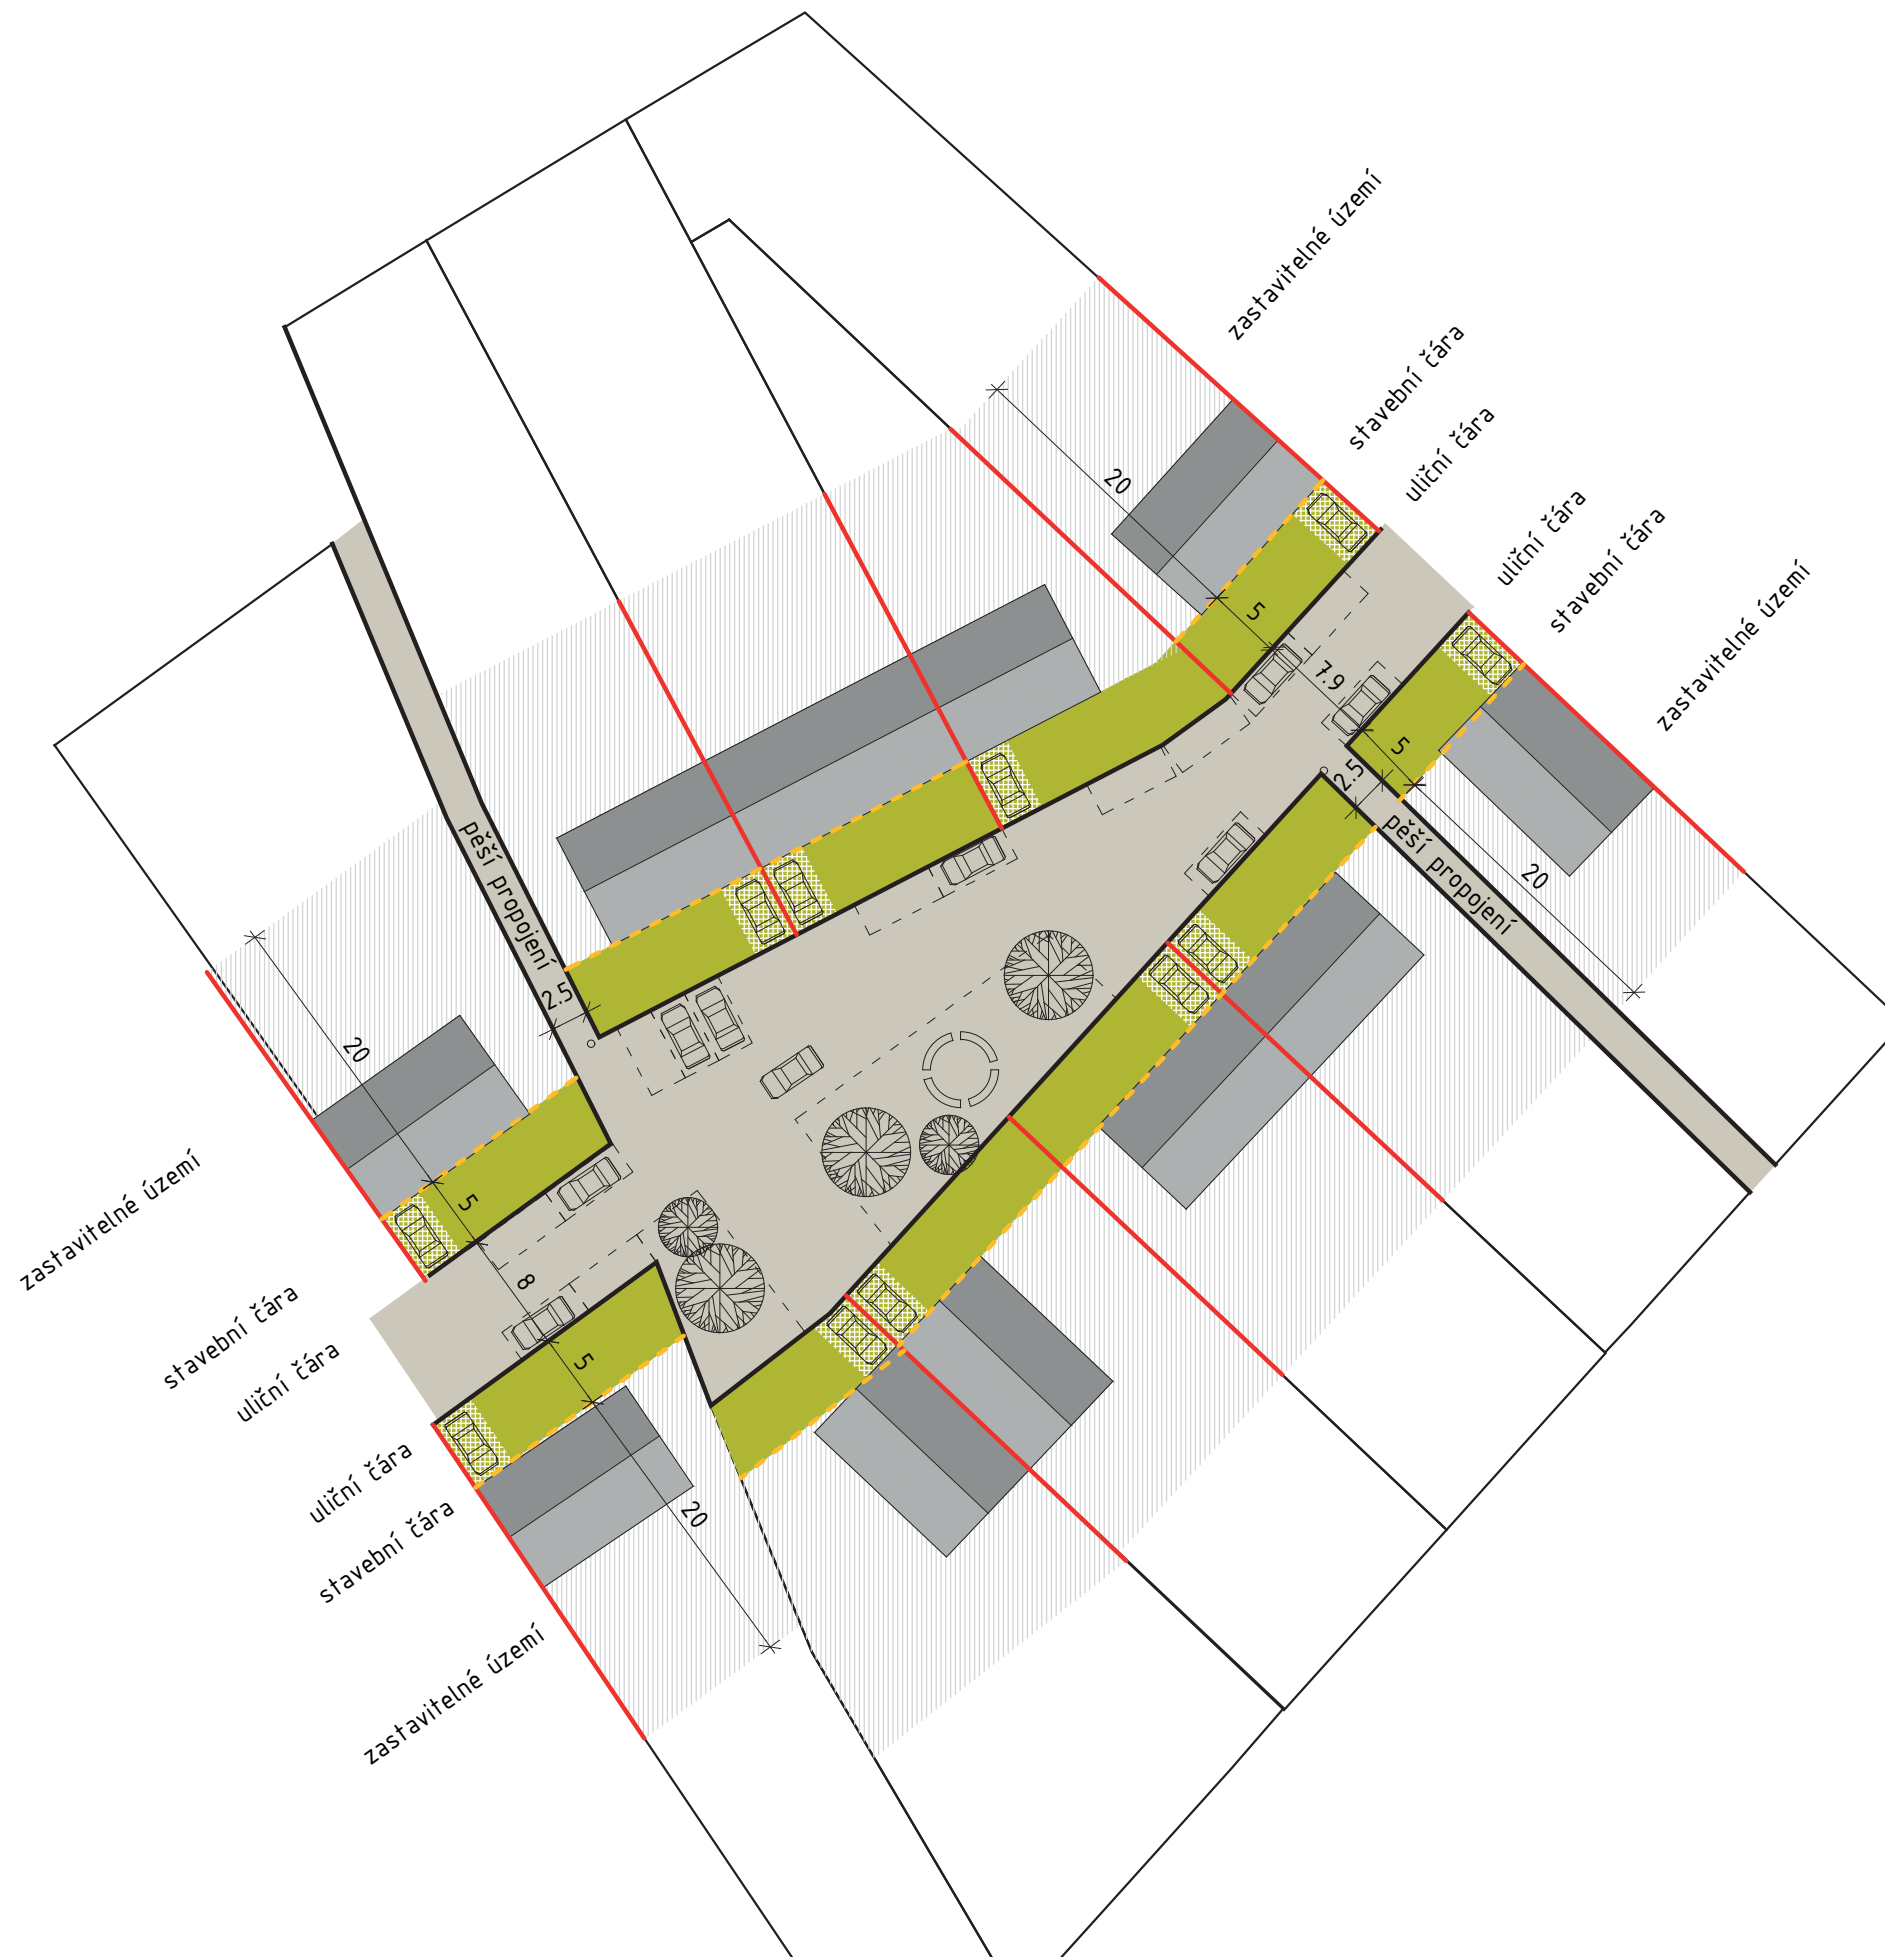 zastavitelné území
stavební čára
uliční čára
uliční čára
stavební čára
zastavitelné území
20
5
7.9
5
2.5
20
pěší propojení
pěší propojení
2.5
20
5
8
5
20
zastavitelné území
stavební čára
uliční čára
uliční čára
stavební čára
zastavitelné území